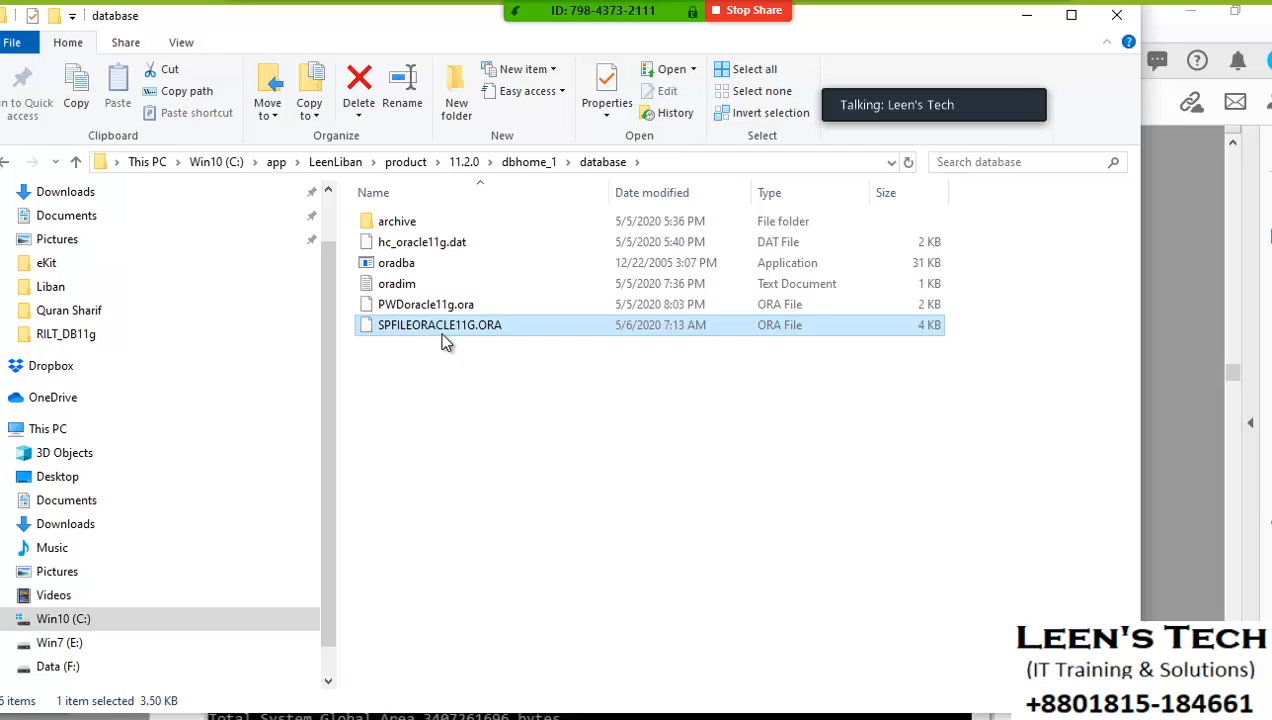 database
ID: 798-4373-2111
Stop Share
File
Home
Share
View
Copy
Paste
Cut
Copy path
Paste shortcut
n to Quick
access
Clipboard
Move
to
Copy
to
Delete
Rename
Organize
New
folder
New item
Easy access
New
Properties
Open
Edit
History
Open
Select all
Select none
Invert selection
Select
Talking: Leen's Tech
This PC
Win10 (C:)
app
LeenLiban
product
11.2.0
dbhome_1
database
Search database
Name
Date modified
Type
Size
archive 5/5/2020 5:36 PM File folder
hc_oracle11g.dat 5/5/2020 5:40 PM DAT File 2 KB
oradba 12/22/2005 3:07 PM Application 31 KB
oradim 5/5/2020 7:36 PM Text Document 1 KB
PWDoracle11g.ora 5/5/2020 8:03 PM ORA File 2 KB
SPFILEORACLE11G.ORA 5/6/2020 7:13 AM ORA File 4 KB
Downloads
Documents
Pictures
eKit
Liban
Quran Sharif
RILT_DB11g
Dropbox
OneDrive
This PC
3D Objects
Desktop
Documents
Downloads
Music
Pictures
Videos
Win10 (C:)
Win7 (E:)
Data (F:)
6 items
1 item selected 3.50 KB
Total System Global Area 3407261696 bytes
LEEN'S TECH
(IT Training & Solutions)
+8801815-184661